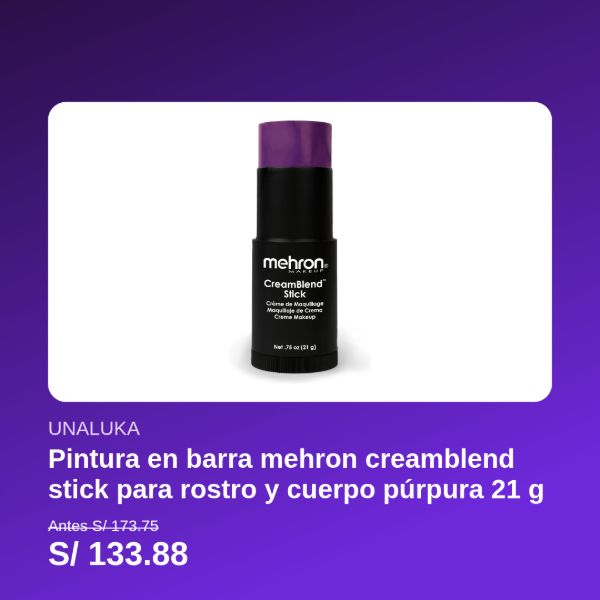 mehron®
MAKEUP
CreamBlend™
Stick
Crème de Maquillage
Maquillaje de Crema
Creme Makeup
Net .75 oz (21 g)
UNALUKA
Pintura en barra mehron creamblend
stick para rostro y cuerpo púrpura 21 g
Antes S/ 173.75
S/ 133.88